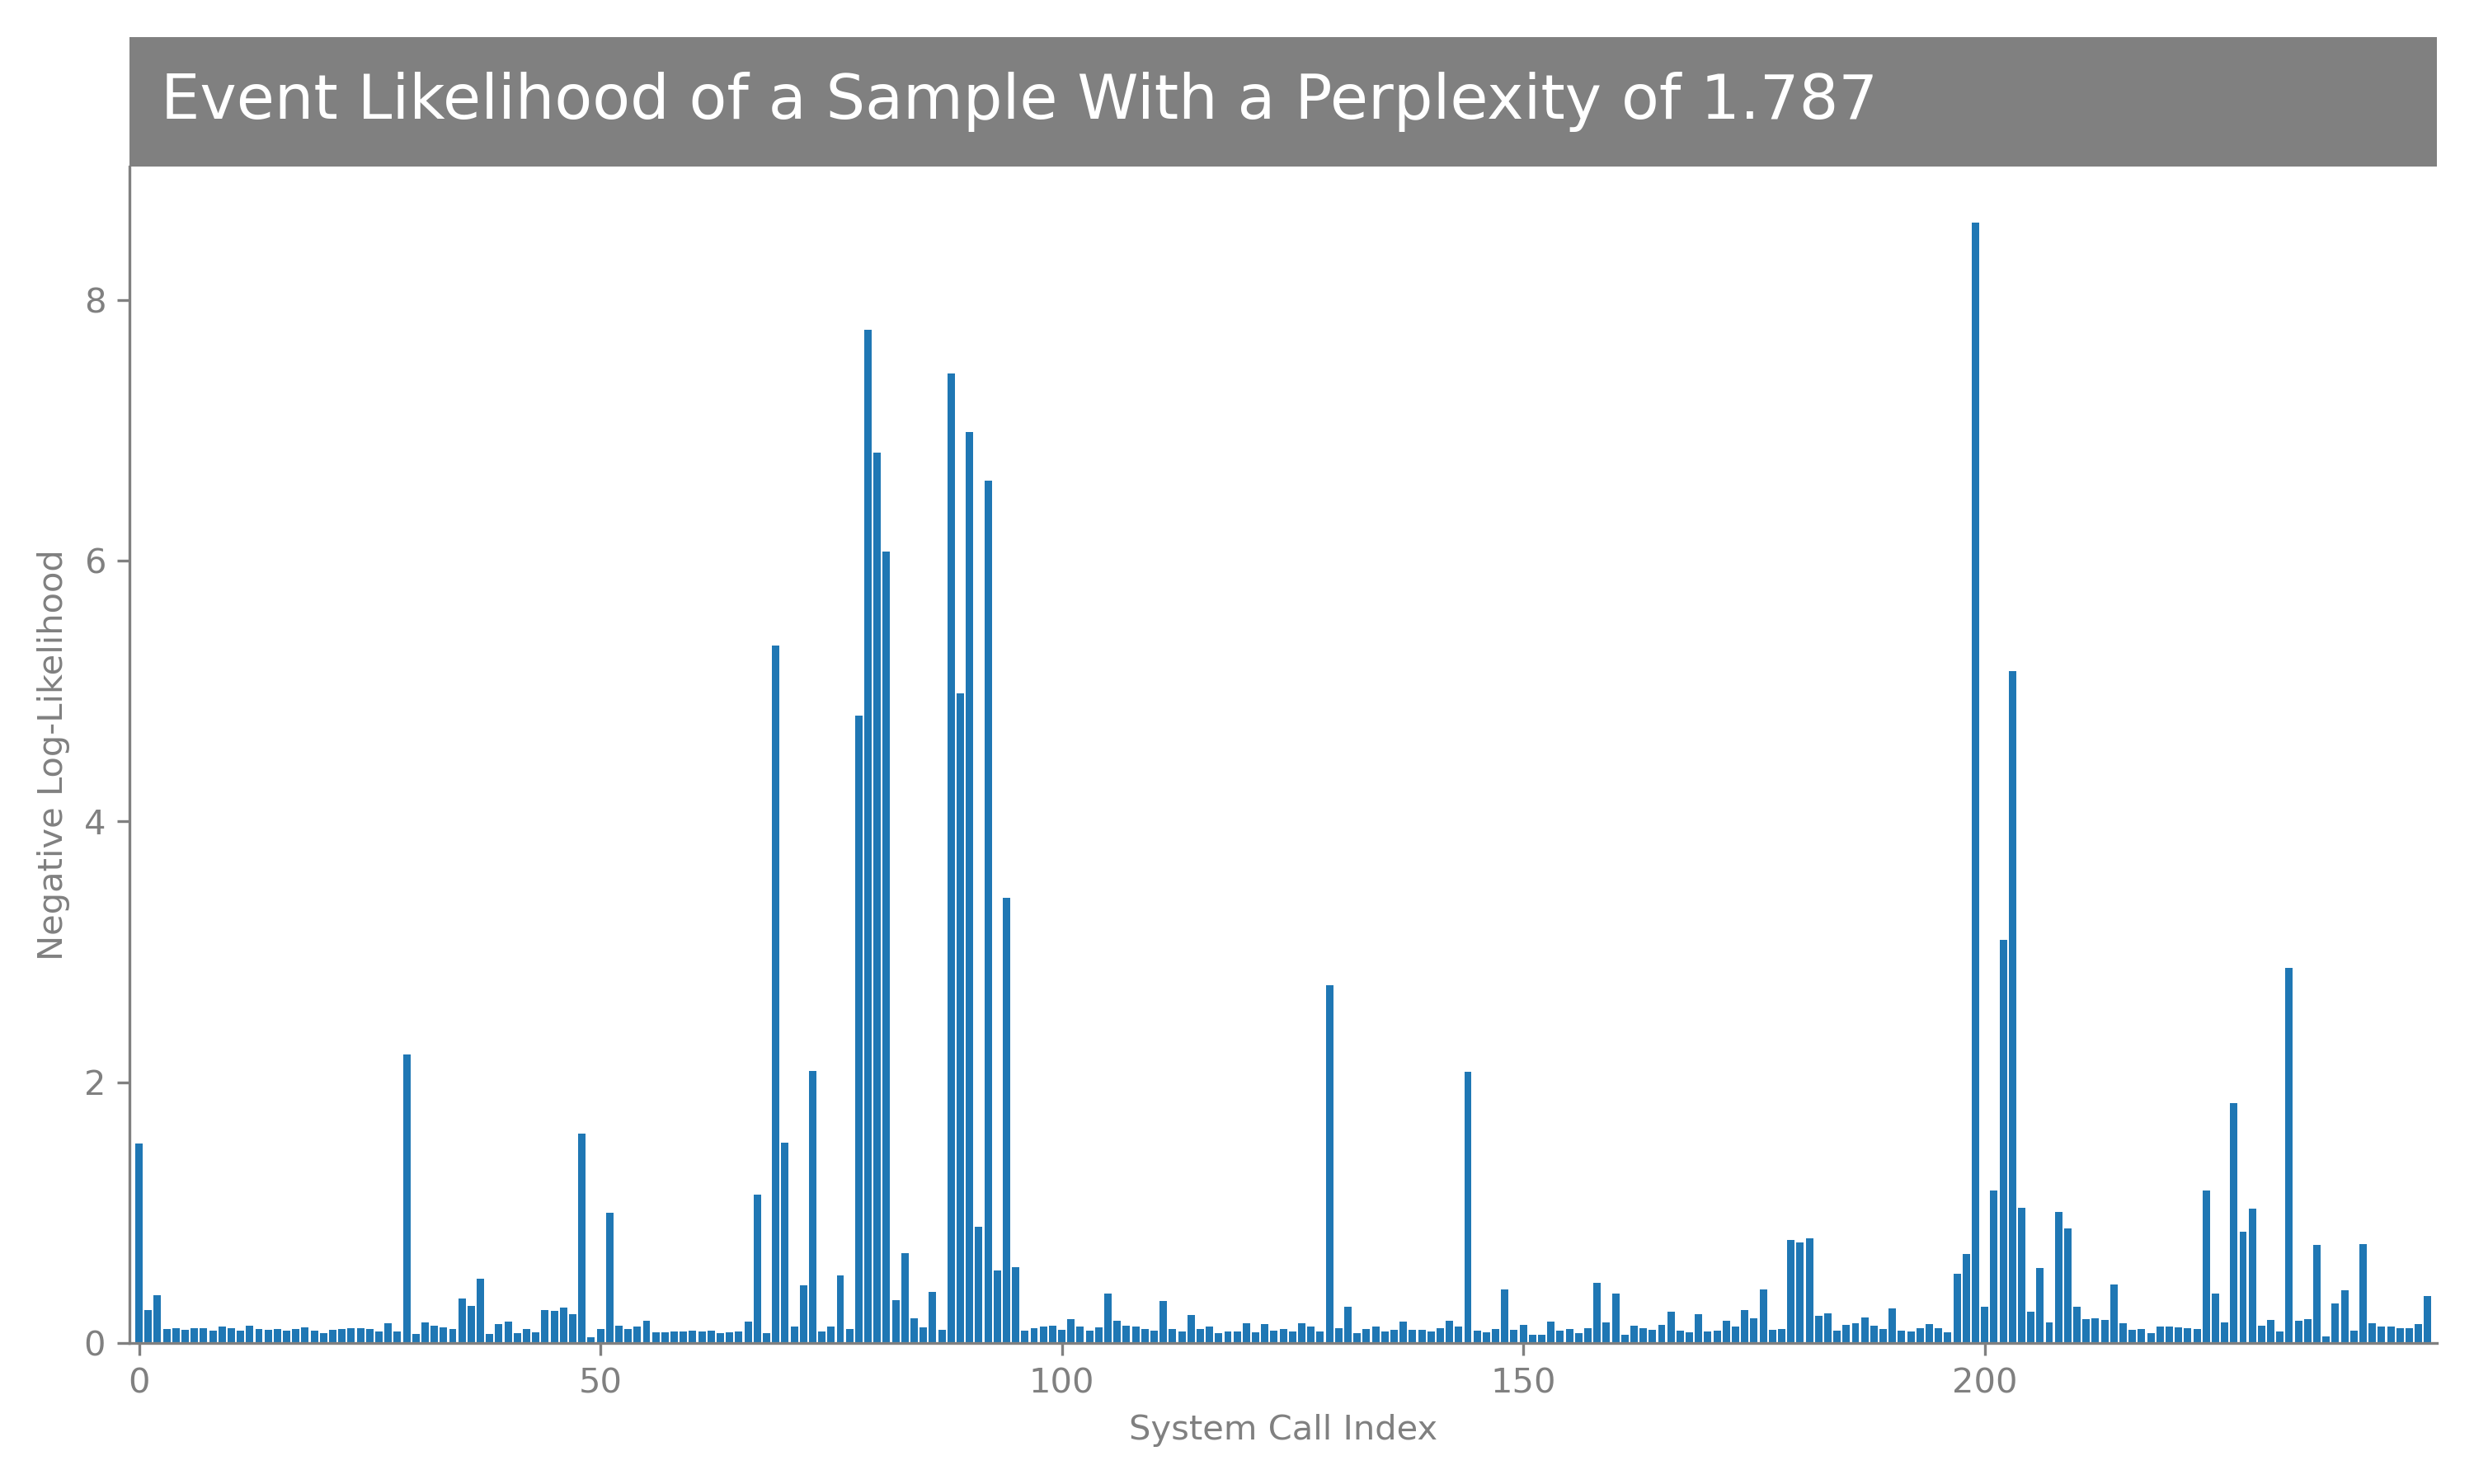 Event Likelihood of a Sample With a Perplexity of 1.787
Negative Log-Likelihood
8
6
4
2
0
0 50 100 150 200
System Call Index